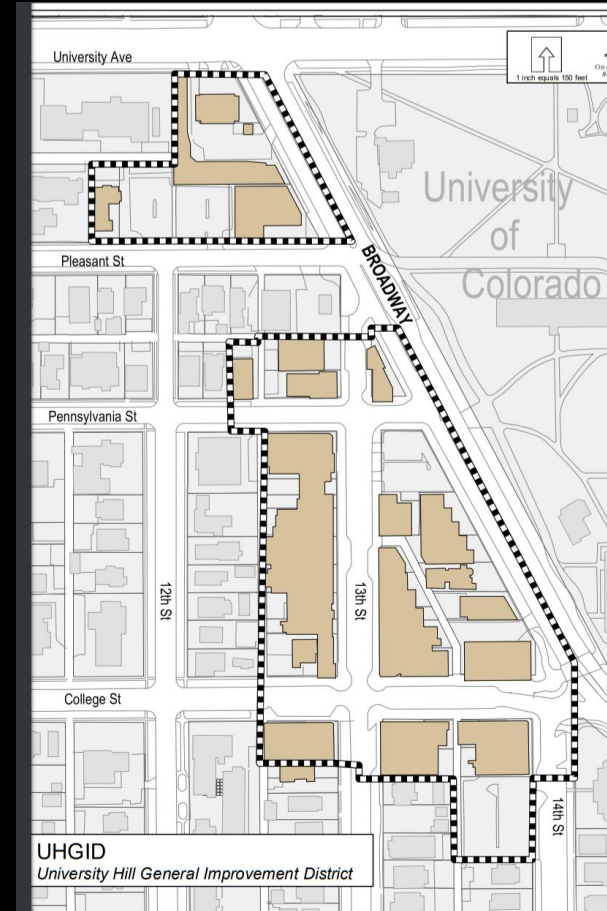 University Ave
1 inch equals 150 feet
City
University
of
Colorado
Pleasant St
BROADWAY
Pennsylvania St
12th St
13th St
College St
14th St
UHGID
University Hill General Improvement District